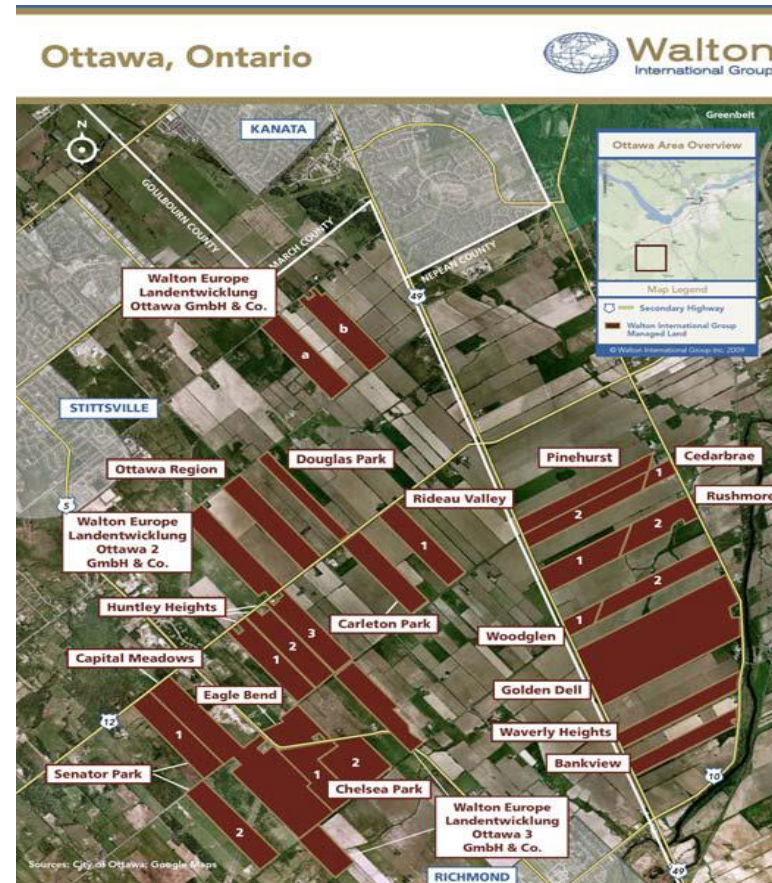 Ottawa, Ontario
Walton
International Group
Greenbelt
KANATA
N
Ottawa Area Overview
Map Legend
Secondary Highway
Walton International Group
Managed Land
© Walton International Group Inc. 2009
GOULBOURN COUNTY
MARCH COUNTY
NEPEAN COUNTY
49
Walton Europe
Landentwicklung
Ottawa GmbH & Co.
b
a
STITTSVILLE
Ottawa Region
Douglas Park
Pinehurst
Cedarbrae
1
Rideau Valley
Rushmore
5
2
2
Walton Europe
Landentwicklung
Ottawa 2
GmbH & Co.
1
1
2
Huntley Heights
Carleton Park
1
3
2
1
Woodglen
Capital Meadows
Eagle Bend
Golden Dell
12
1
Waverly Heights
2
Bankview
Senator Park
1
10
Chelsea Park
2
Walton Europe
Landentwicklung
Ottawa 3
GmbH & Co.
Sources: City of Ottawa; Google Maps
RICHMOND
49